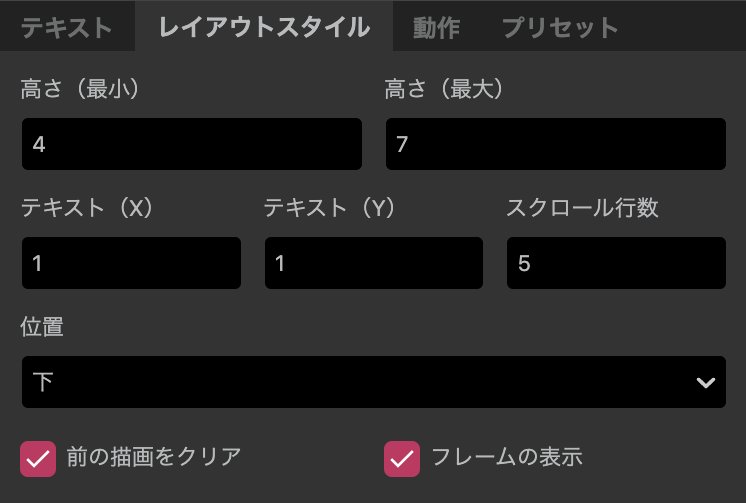 テキスト レイアウトスタイル 動作 プリセット
高さ（最小） 高さ（最大）
4 7
テキスト（X） テキスト（Y） スクロール行数
1 1 5
位置
下
前の描画をクリア フレームの表示